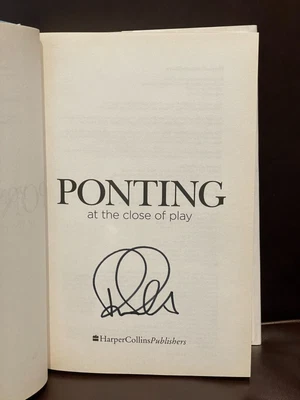 PONTING
at the close of play
HarperCollinsPublishers